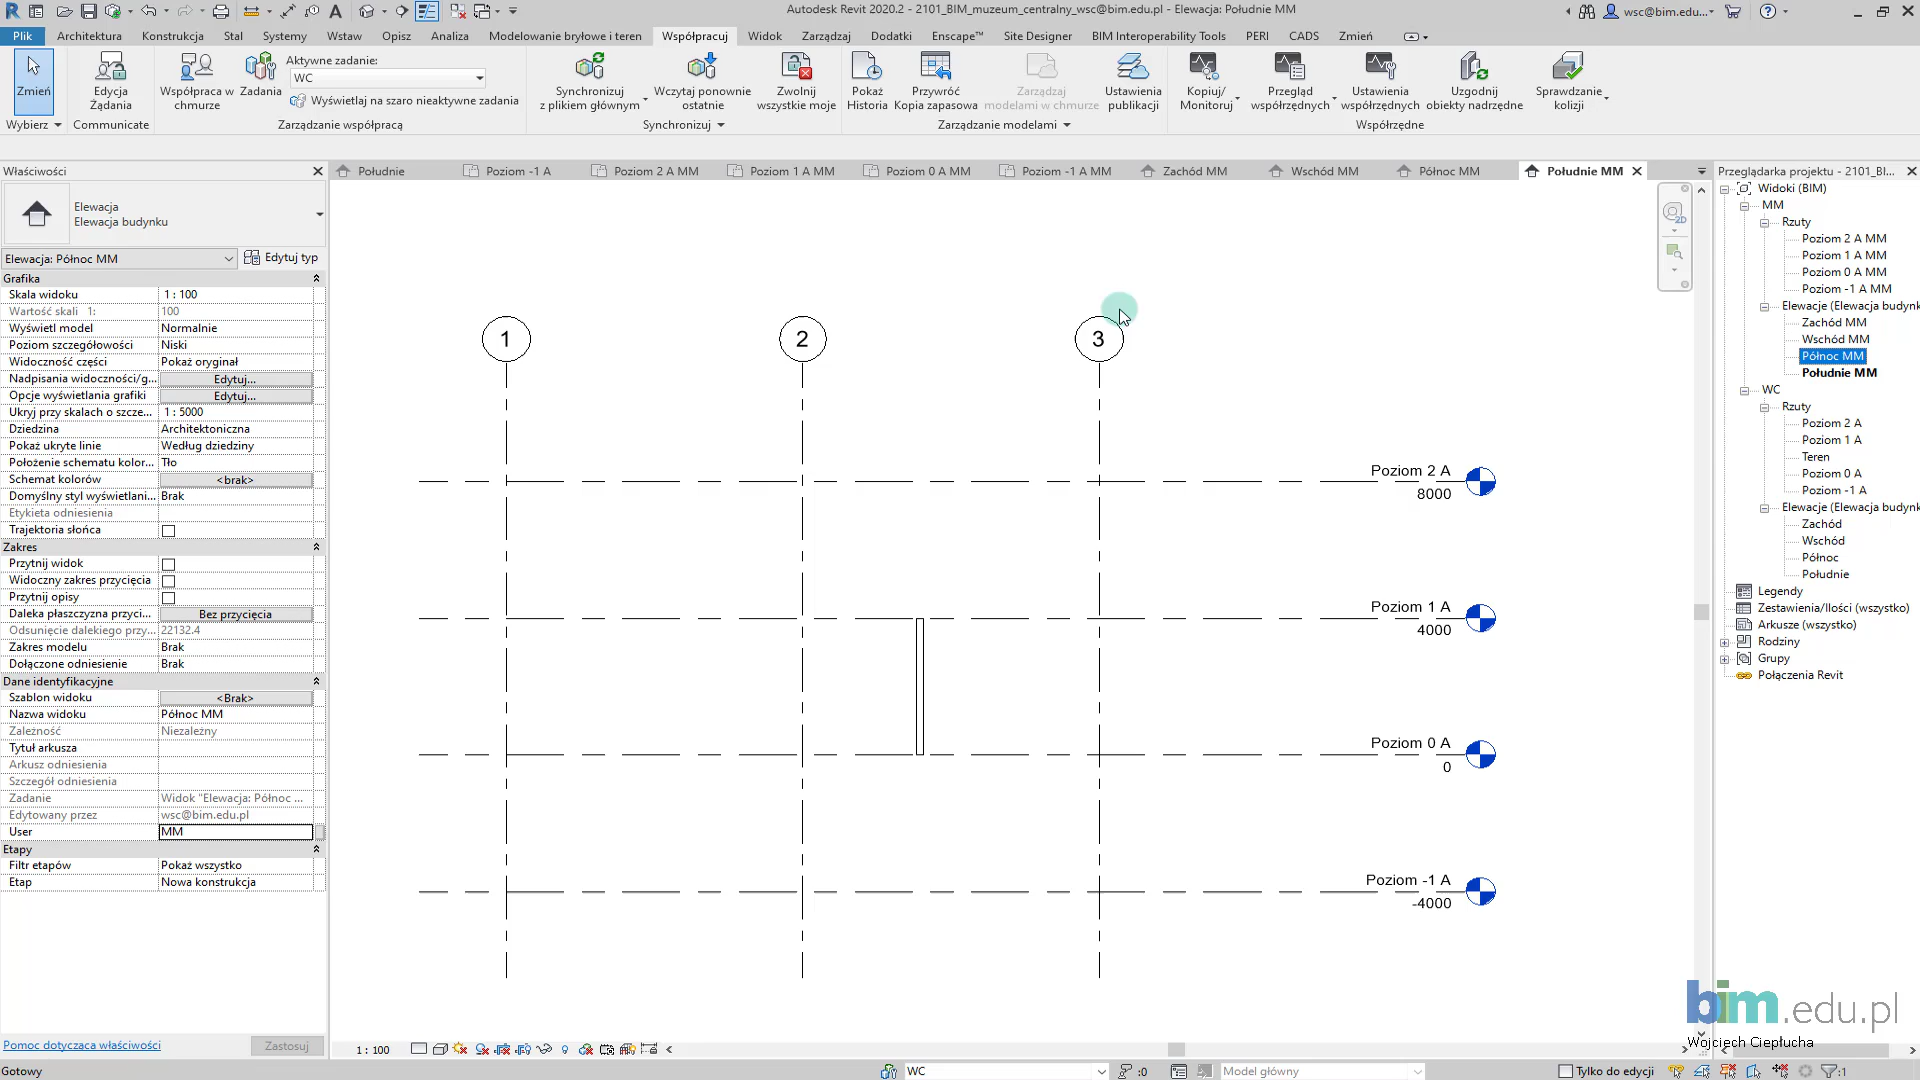 Autodesk Revit 2020.2 - 2101_BIM_muzeum_centralny_wsc@bim.edu.pl - Elewacja: Południe MM
wsc@bim.edu...
Plik Architektura Konstrukcja Stal Systemy Wstaw Opisz Analiza Modelowanie bryłowe i teren Współpracuj Widok Zarządzaj Dodatki Enscape™ Site Designer BIM Interoperability Tools PERI CADS Zmień
Zmień
Edycja Żądania
Współpraca w chmurze
Zadania
Aktywne zadanie:
WC
Wyświetlaj na szaro nieaktywne zadania
Synchronizuj z plikiem głównym
Wczytaj ponownie ostatnie
Zwolnij wszystkie moje
Pokaż Historia
Przywróć Kopia zapasowa
Zarządzaj modelami w chmurze
Ustawienia publikacji
Kopiuj/ Monitoruj
Przegląd współrzędnych
Ustawienia współrzędnych
Uzgodnij obiekty nadrzędne
Sprawdzanie kolizji
Wybierz Communicate Zarządzanie współpracą Synchronizuj Zarządzanie modelami Współrzędne
Właściwości
Południe Poziom -1 A Poziom 2 A MM Poziom 1 A MM Poziom 0 A MM Poziom -1 A MM Zachód MM Wschód MM Północ MM Południe MM
Elewacja
Elewacja budynku
Elewacja: Północ MM Edytuj typ
Grafika
Skala widoku 1 : 100
Wartość skali 1: 100
Wyświetl model Normalnie
Poziom szczegółowości Niski
Widoczność części Pokaż oryginał
Nadpisania widoczności/g... Edytuj...
Opcje wyświetlania grafiki Edytuj...
Ukryj przy skalach o szcze... 1 : 5000
Dziedzina Architektoniczna
Pokaż ukryte linie Według dziedziny
Położenie schematu kolor... Tło
Schemat kolorów <brak>
Domyślny styl wyświetlani... Brak
Etykieta odniesienia
Trajektoria słońca
Zakres
Przytnij widok
Widoczny zakres przycięcia
Przytnij opisy
Daleka płaszczyzna przyci... Bez przycięcia
Odsunięcie dalekiego przy... 22132.4
Zakres modelu Brak
Dołączone odniesienie Brak
Dane identyfikacyjne
Szablon widoku <Brak>
Nazwa widoku Północ MM
Zależność Niezależny
Tytuł arkusza
Arkusz odniesienia
Szczegół odniesienia
Zadanie Widok "Elewacja: Północ ...
Edytowany przez wsc@bim.edu.pl
User MM
Etapy
Filtr etapów Pokaż wszystko
Etap Nowa konstrukcja
Pomoc dotycząca właściwości Zastosuj
1 2 3
Poziom 2 A
8000
Poziom 1 A
4000
Poziom 0 A
0
Poziom -1 A
-4000
2D
Przeglądarka projektu - 2101_BI...
Widoki (BIM)
MM
Rzuty
Poziom 2 A MM
Poziom 1 A MM
Poziom 0 A MM
Poziom -1 A MM
Elewacje (Elewacja budynk
Zachód MM
Wschód MM
Północ MM
Południe MM
WC
Rzuty
Poziom 2 A
Poziom 1 A
Teren
Poziom 0 A
Poziom -1 A
Elewacje (Elewacja budynk
Zachód
Wschód
Północ
Południe
Legendy
Zestawienia/Ilości (wszystko)
Arkusze (wszystko)
Rodziny
Grupy
Połączenia Revit
bim.edu.pl
Wojciech Ciepłucha
1 : 100
Gotowy WC :0 Model główny Tylko do edycji :1